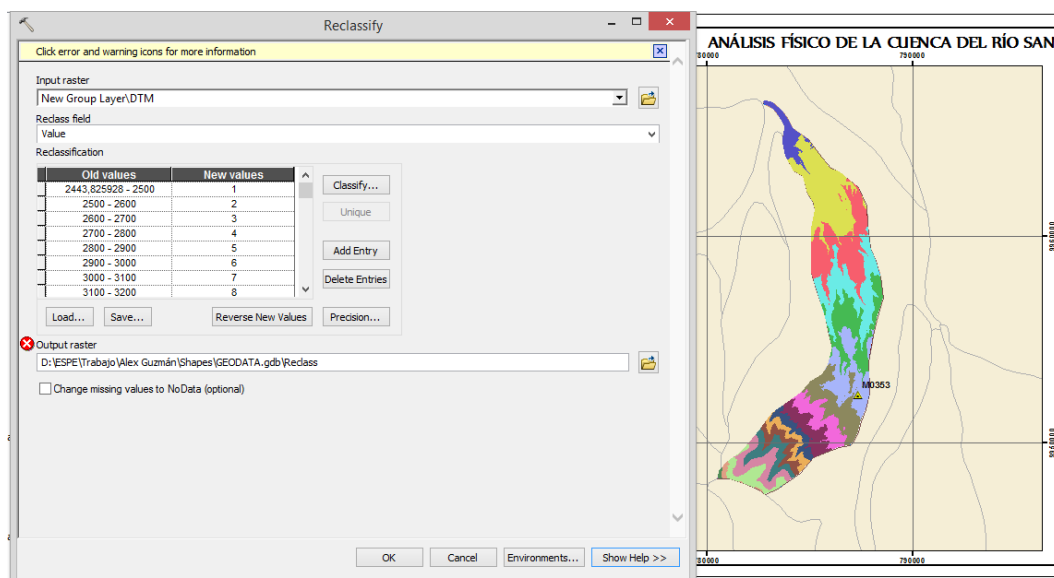 Reclassify
Click error and warning icons for more information
Input raster
New Group Layer\DTM
Reclass field
Value
Reclassification
Old values New values
2443,825928 - 2500 1
2500 - 2600 2
2600 - 2700 3
2700 - 2800 4
2800 - 2900 5
2900 - 3000 6
3000 - 3100 7
3100 - 3200 8
Classify...
Unique
Add Entry
Delete Entries
Load... Save... Reverse New Values Precision...
Output raster
D:\ESPE\Trabajo\Alex Guzmán\Shapes\GEODATA.gdb\Reclass
Change missing values to NoData (optional)
OK Cancel Environments... Show Help >>
ANÁLISIS FÍSICO DE LA CUENCA DEL RÍO SAN
780000 790000
M0353
780000 790000